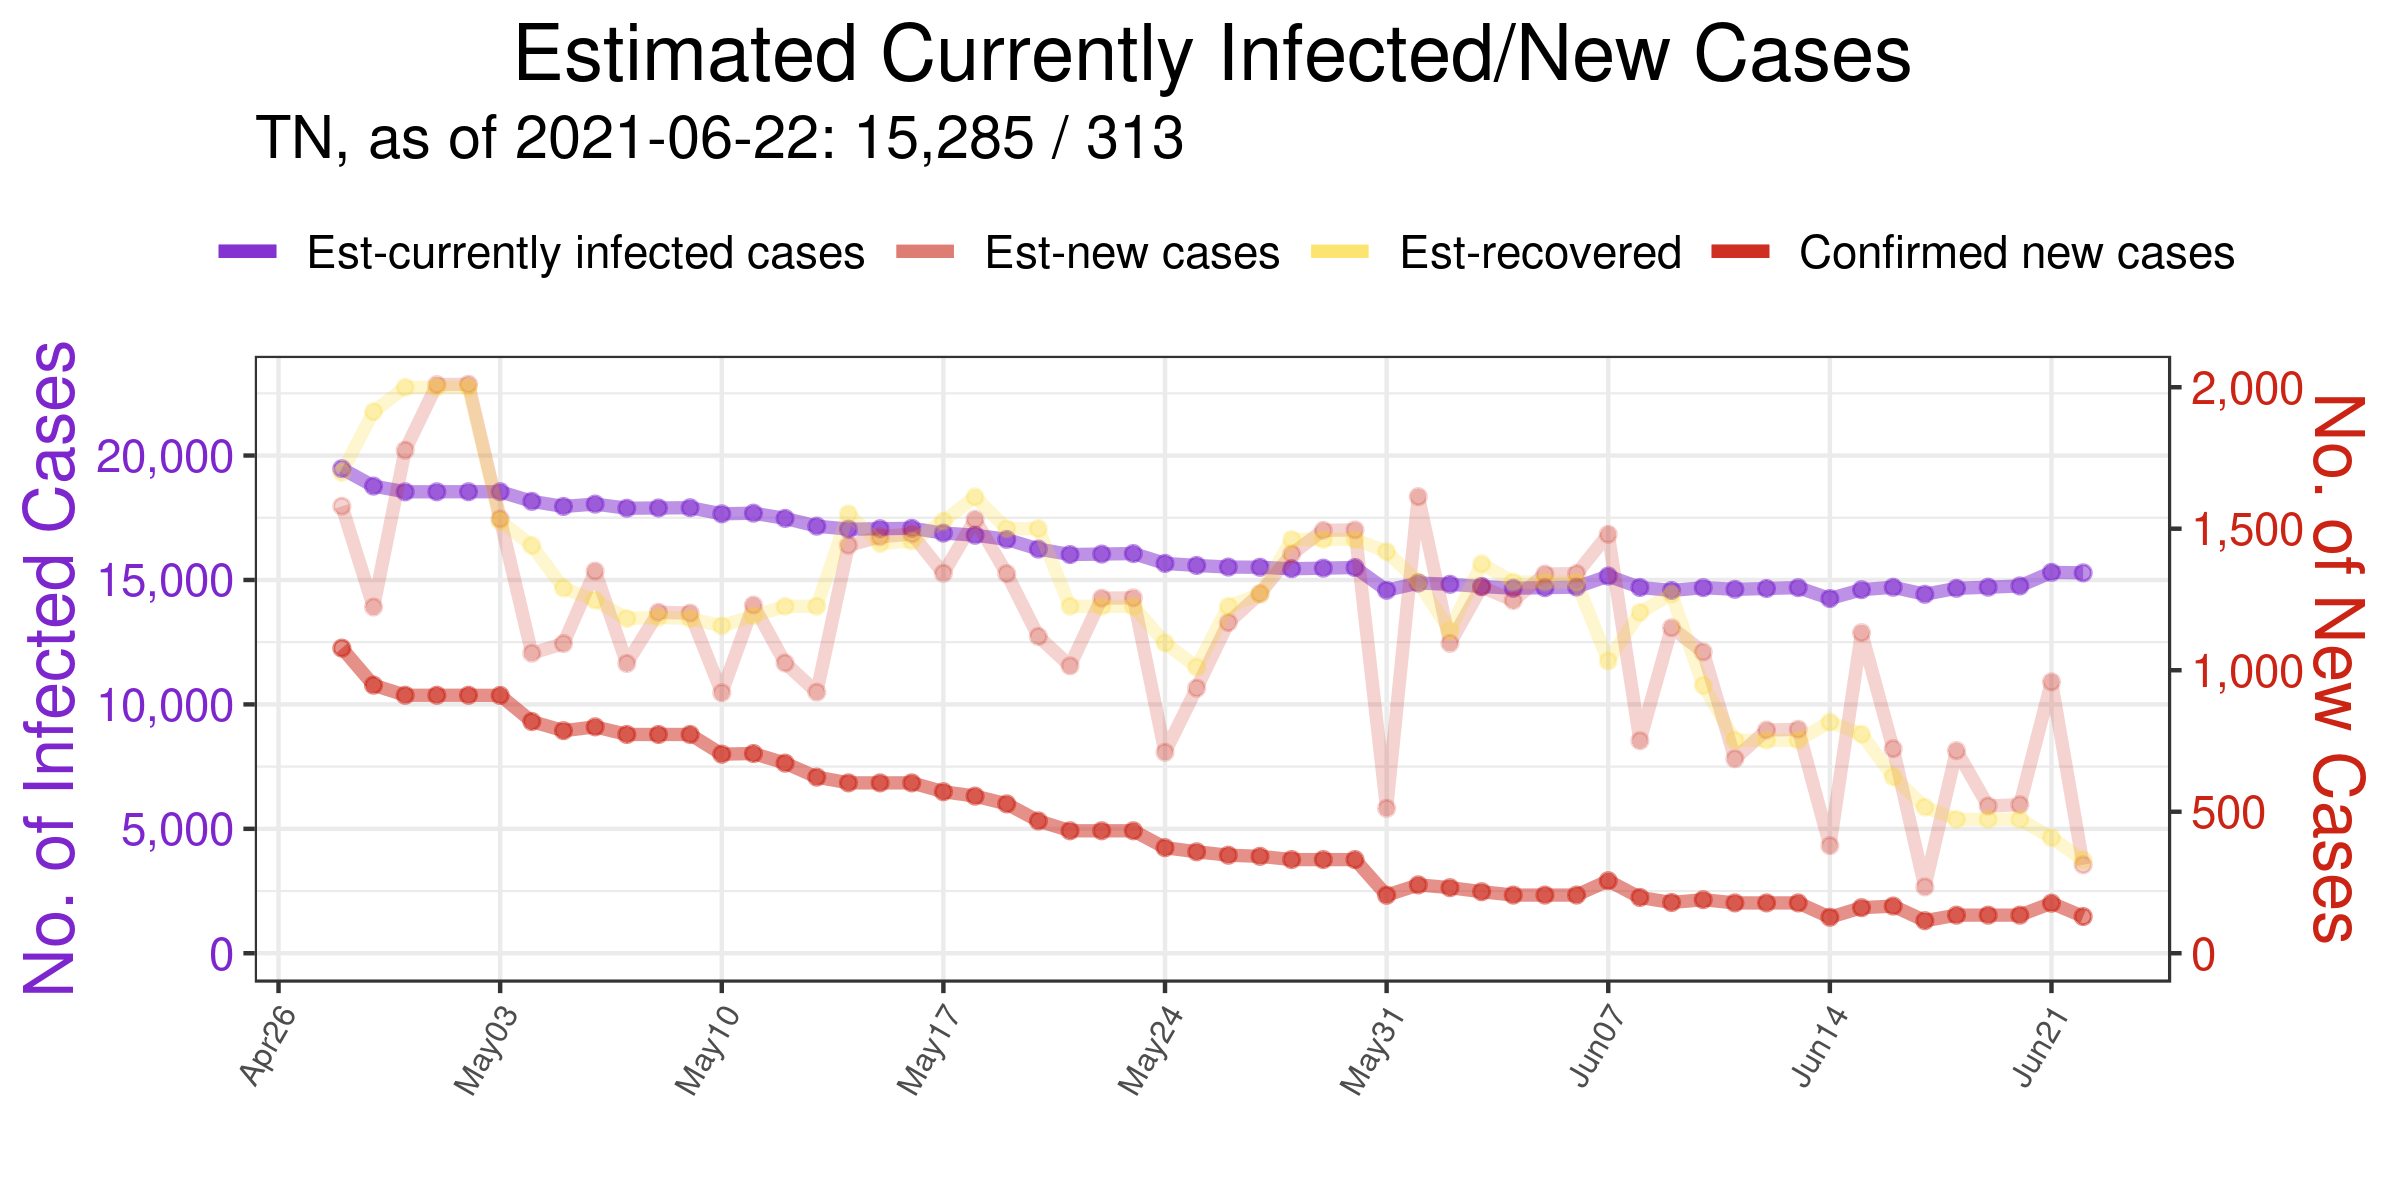 Estimated Currently Infected/New Cases
TN, as of 2021-06-22: 15,285 / 313
Est-currently infected cases Est-new cases Est-recovered Confirmed new cases
No. of Infected Cases
20,000
15,000
10,000
5,000
0
2,000
1,500
1,000
500
0
No. of New Cases
Apr26 May03 May10 May17 May24 May31 Jun07 Jun14 Jun21